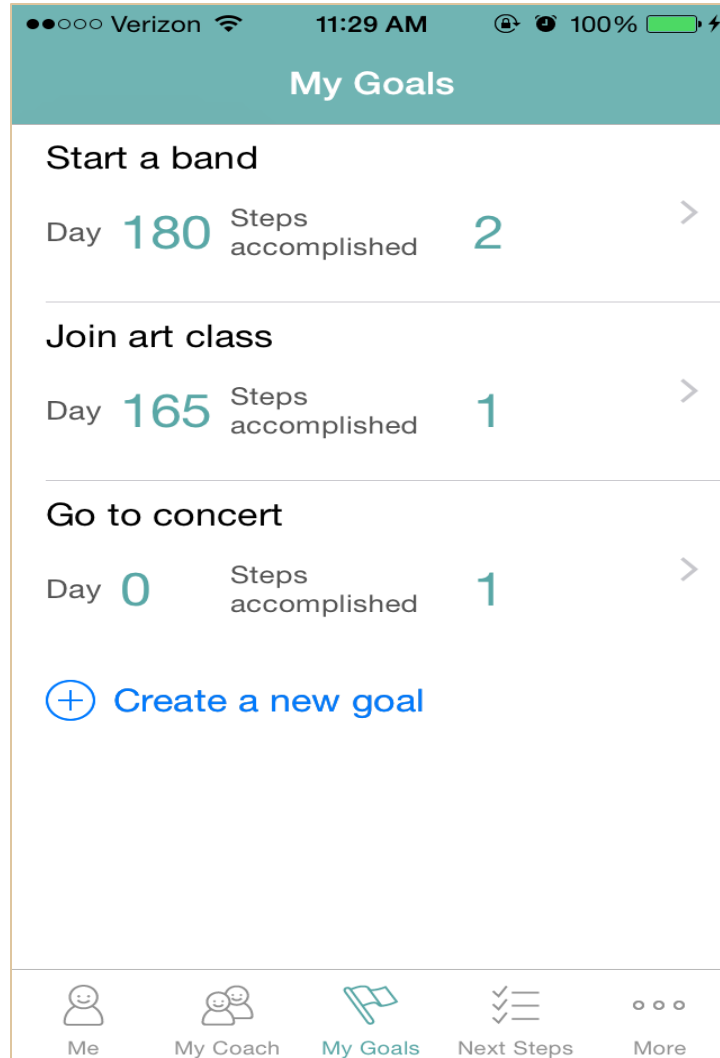 Verizon 11:29 AM 100%
My Goals
Start a band
Day 180 Steps accomplished 2
Join art class
Day 165 Steps accomplished 1
Go to concert
Day 0 Steps accomplished 1
Create a new goal
Me My Coach My Goals Next Steps More